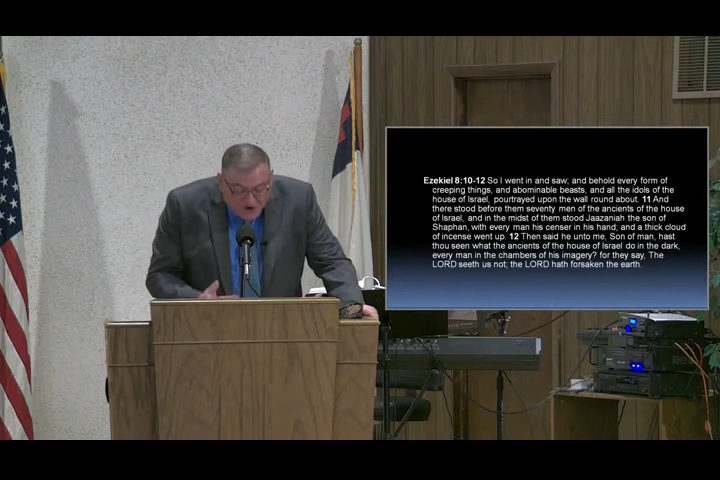 Ezekiel 8:10-12 So I went in and saw; and behold every form of
creeping things, and abominable beasts, and all the idols of the
house of Israel, pourtrayed upon the wall round about. 11 And
there stood before them seventy men of the ancients of the house
of Israel, and in the midst of them stood Jaazaniah the son of
Shaphan, with every man his censer in his hand; and a thick cloud
of incense went up. 12 Then said he unto me, Son of man, hast
thou seen what the ancients of the house of Israel do in the dark,
every man in the chambers of his imagery? for they say, The
LORD seeth us not; the LORD hath forsaken the earth.